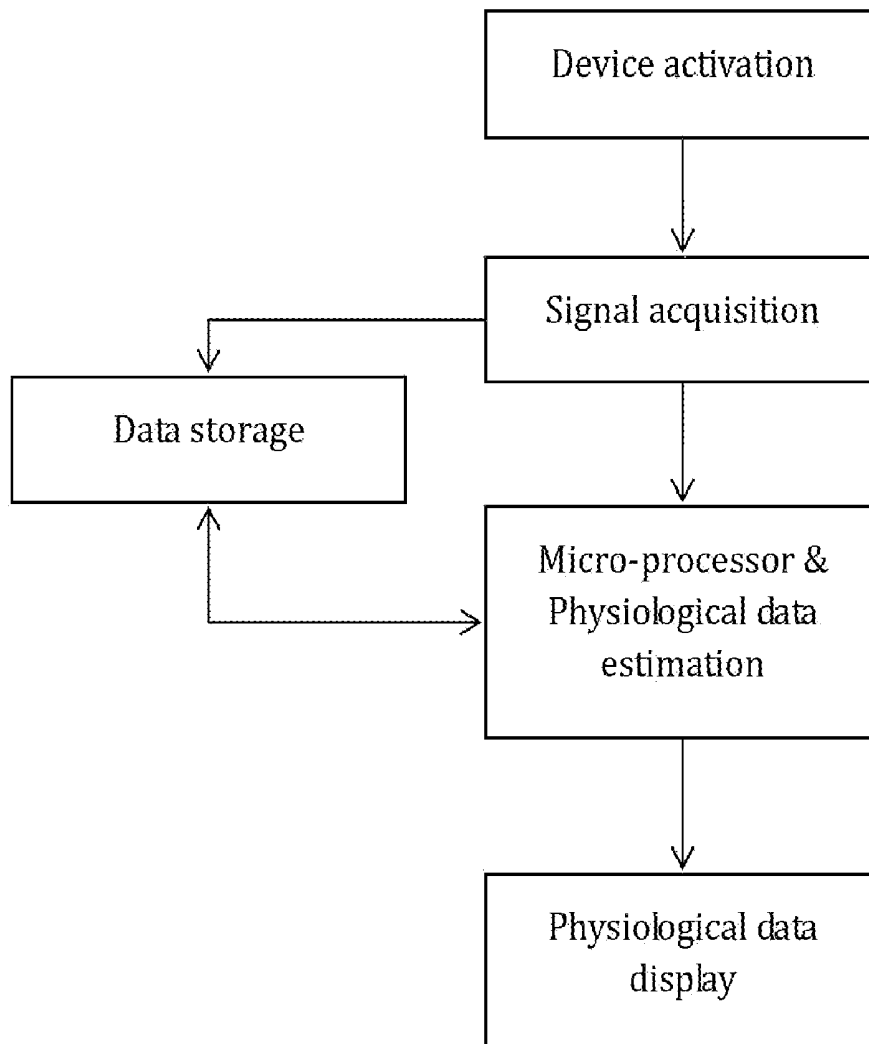 Device activation
Signal acquisition
Data storage
Micro-processor &
Physiological data
estimation
Physiological data
display